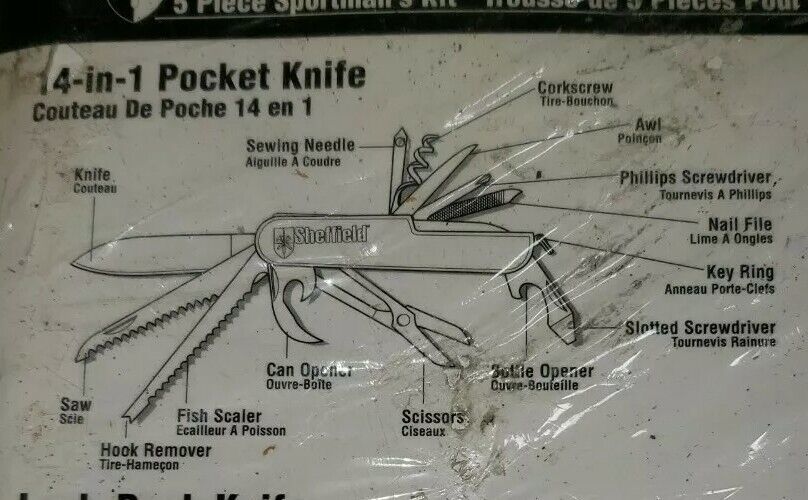 5 Piece Sportman's Kit Trousse de 5 Pièces Pour
14-in-1 Pocket Knife
Couteau De Poche 14 en 1
Corkscrew
Tire-Bouchon
Sewing Needle
Aiguille À Coudre
Awl
Poinçon
Knife
Couteau
Phillips Screwdriver
Tournevis À Phillips
Sheffield
Nail File
Lime À Ongles
Key Ring
Anneau Porte-Clefs
Slotted Screwdriver
Tournevis Rainure
Can Opener
Ouvre-Boîte
Bottle Opener
Ouvre-Bouteille
Saw
Scie
Fish Scaler
Ecailleur À Poisson
Scissors
Ciseaux
Hook Remover
Tire-Hameçon